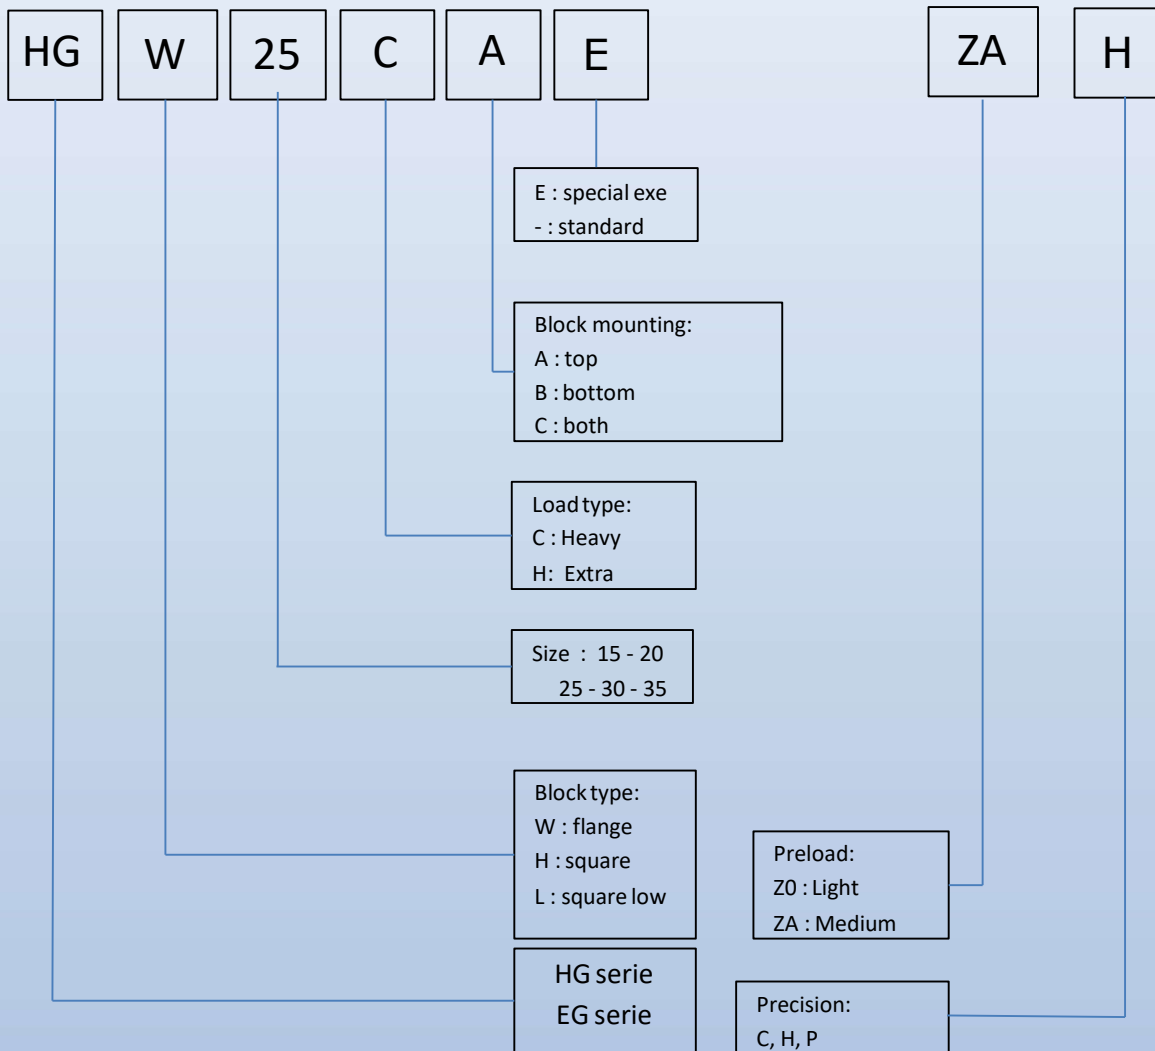 HG W 25 C A E ZA H
E : special exe
- : standard
Block mounting:
A : top
B : bottom
C : both
Load type:
C : Heavy
H: Extra
Size : 15 - 20
25 - 30 - 35
Block type:
W : flange
H : square
L : square low
Preload:
Z0 : Light
ZA : Medium
HG serie
EG serie
Precision:
C, H, P